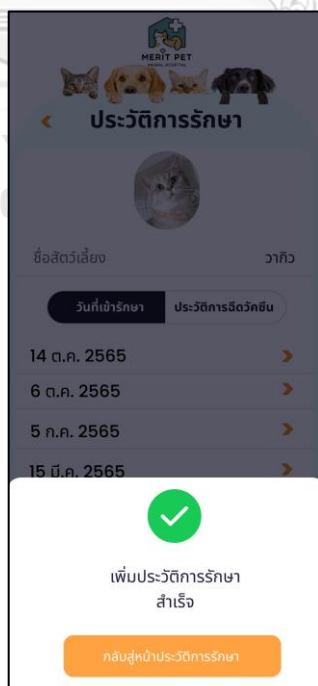 MERIT PET
ANIMAL HOSPITAL
ประวัติการรักษา
ชื่อสัตว์เลี้ยง วากิว
วันที่เข้ารักษา ประวัติการฉีดวัคซีน
14 ต.ค. 2565
6 ต.ค. 2565
5 ก.ค. 2565
15 มี.ค. 2565
เพิ่มประวัติการรักษา
สำเร็จ
กลับสู่หน้าประวัติการรักษา